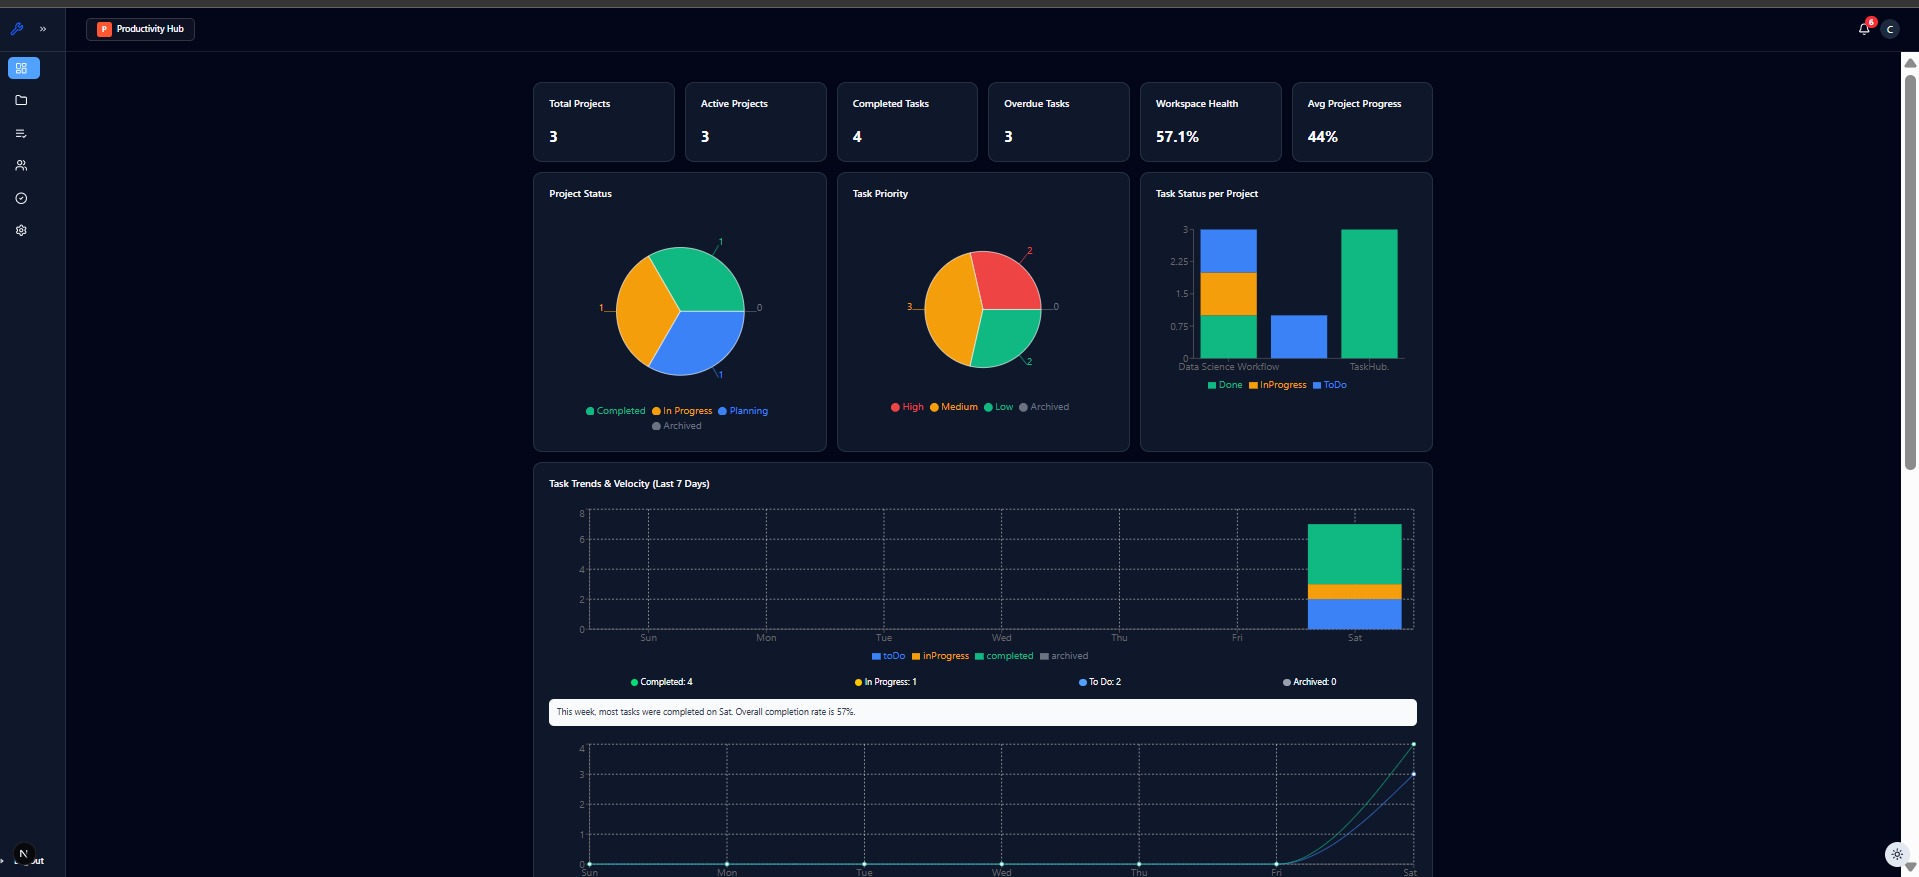 P Productivity Hub
6
C
Total Projects
3
Active Projects
3
Completed Tasks
4
Overdue Tasks
3
Workspace Health
57.1%
Avg Project Progress
44%
Project Status
1
1
0
1
Completed In Progress Planning
Archived
Task Priority
2
3
0
2
High Medium Low Archived
Task Status per Project
3
2.25
1.5
0.75
0
Data Science Workflow TaskHub.
Done InProgress ToDo
Task Trends & Velocity (Last 7 Days)
8
6
4
2
0
Sun Mon Tue Wed Thu Fri Sat
toDo inProgress completed archived
Completed: 4 In Progress: 1 To Do: 2 Archived: 0
This week, most tasks were completed on Sat. Overall completion rate is 57%.
4
3
2
1
0
Sun Mon Tue Wed Thu Fri Sat
N